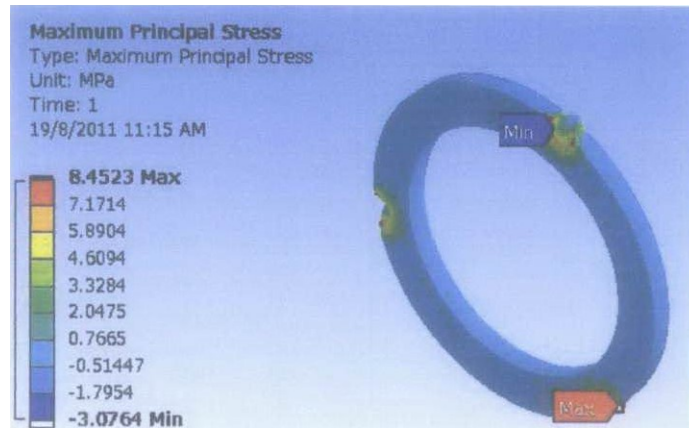 Maximum Principal Stress
Type: Maximum Principal Stress
Unit: MPa
Time: 1
19/8/2011 11:15 AM
8.4523 Max
7.1714
5.8904
4.6094
3.3284
2.0475
0.7665
-0.51447
-1.7954
-3.0764 Min
Min
Max